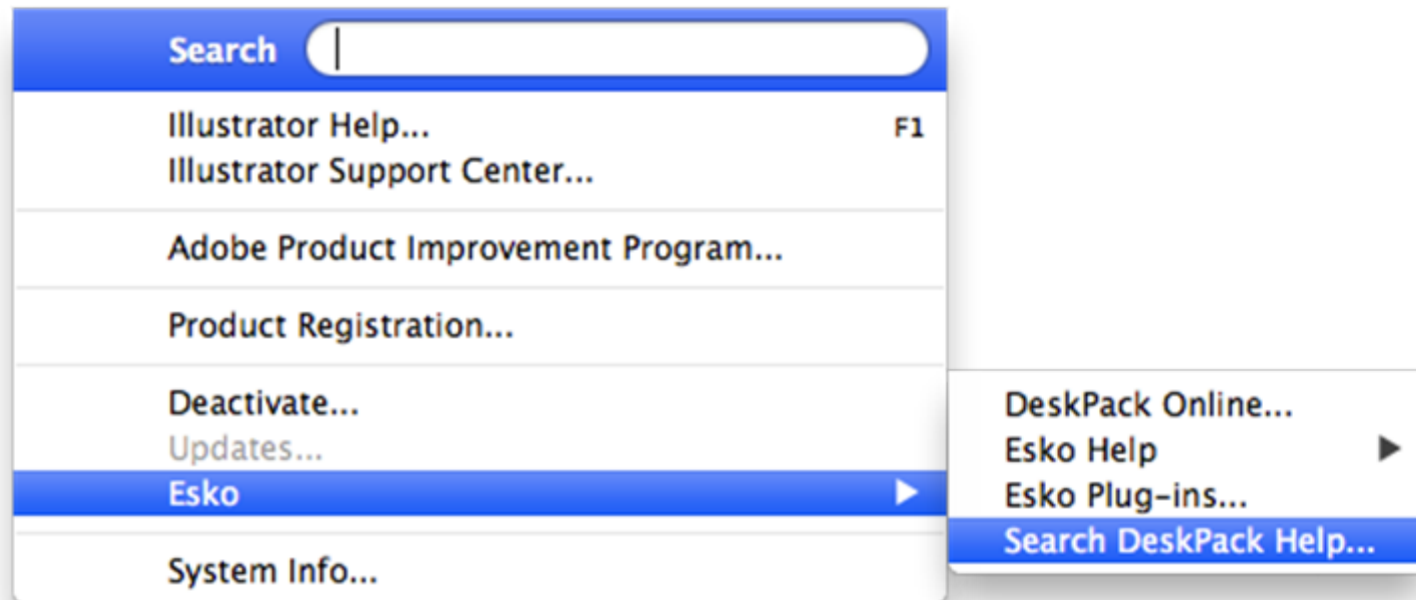 Search
Illustrator Help... F1
Illustrator Support Center...
Adobe Product Improvement Program...
Product Registration...
Deactivate...
Updates...
Esko
System Info...
DeskPack Online...
Esko Help
Esko Plug-ins...
Search DeskPack Help...